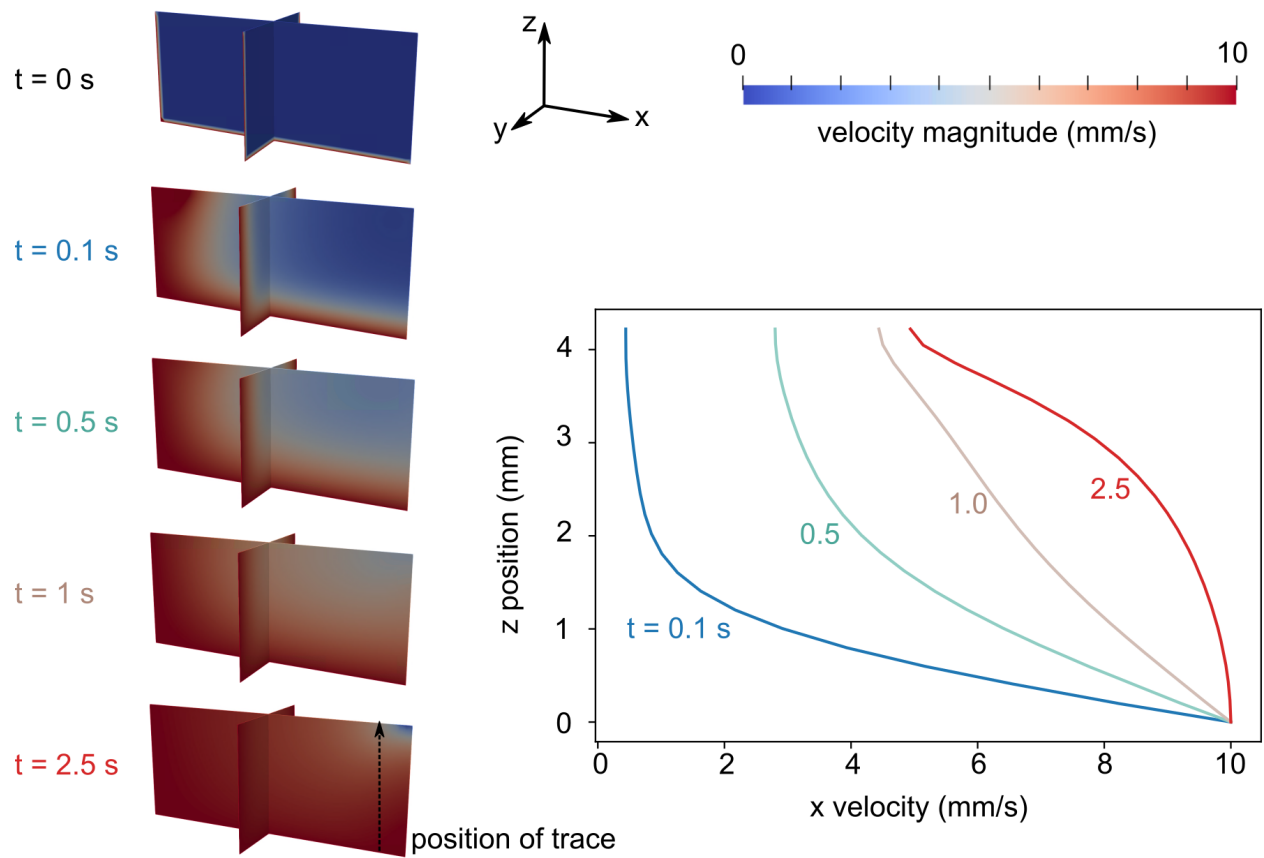 t = 0 s
t = 0.1 s
t = 0.5 s
t = 1 s
t = 2.5 s
position of trace
z
y
x
0
10
velocity magnitude (mm/s)
4
3
2
1
0
z position (mm)
t = 0.1 s
0.5
1.0
2.5
0
2
4
6
8
10
x velocity (mm/s)